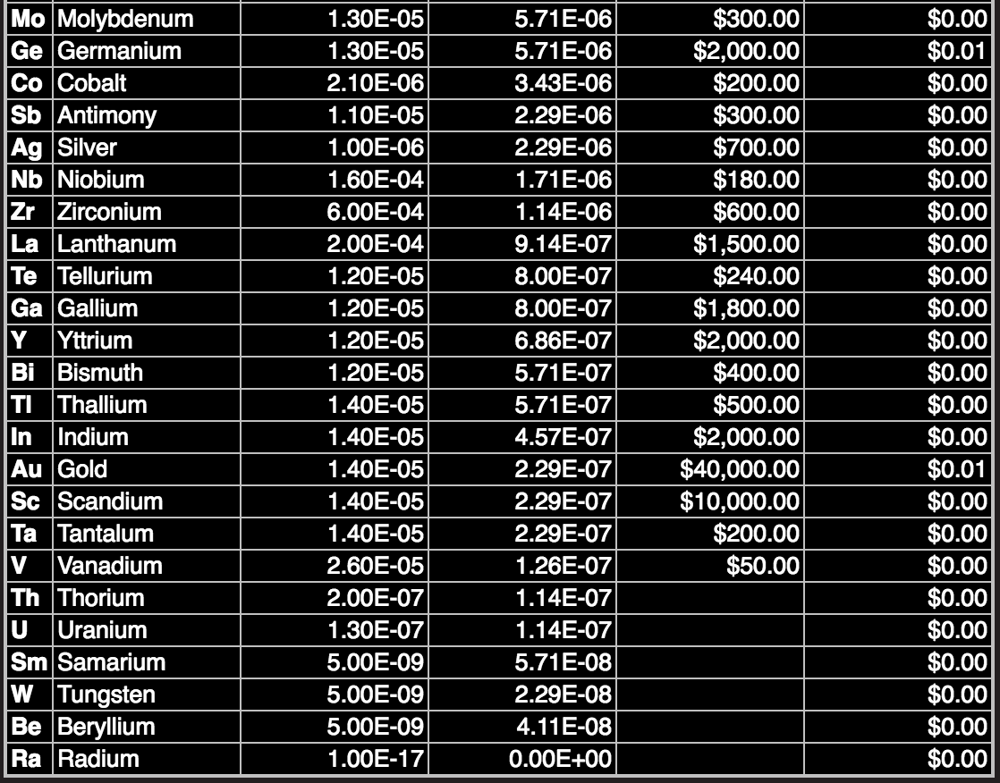 Mo Molybdenum 1.30E-05 5.71E-06 $300.00 $0.00
Ge Germanium 1.30E-05 5.71E-06 $2,000.00 $0.01
Co Cobalt 2.10E-06 3.43E-06 $200.00 $0.00
Sb Antimony 1.10E-05 2.29E-06 $300.00 $0.00
Ag Silver 1.00E-06 2.29E-06 $700.00 $0.00
Nb Niobium 1.60E-04 1.71E-06 $180.00 $0.00
Zr Zirconium 6.00E-04 1.14E-06 $600.00 $0.00
La Lanthanum 2.00E-04 9.14E-07 $1,500.00 $0.00
Te Tellurium 1.20E-05 8.00E-07 $240.00 $0.00
Ga Gallium 1.20E-05 8.00E-07 $1,800.00 $0.00
Y Yttrium 1.20E-05 6.86E-07 $2,000.00 $0.00
Bi Bismuth 1.20E-05 5.71E-07 $400.00 $0.00
Tl Thallium 1.40E-05 5.71E-07 $500.00 $0.00
In Indium 1.40E-05 4.57E-07 $2,000.00 $0.00
Au Gold 1.40E-05 2.29E-07 $40,000.00 $0.01
Sc Scandium 1.40E-05 2.29E-07 $10,000.00 $0.00
Ta Tantalum 1.40E-05 2.29E-07 $200.00 $0.00
V Vanadium 2.60E-05 1.26E-07 $50.00 $0.00
Th Thorium 2.00E-07 1.14E-07 $0.00
U Uranium 1.30E-07 1.14E-07 $0.00
Sm Samarium 5.00E-09 5.71E-08 $0.00
W Tungsten 5.00E-09 2.29E-08 $0.00
Be Beryllium 5.00E-09 4.11E-08 $0.00
Ra Radium 1.00E-17 0.00E+00 $0.00